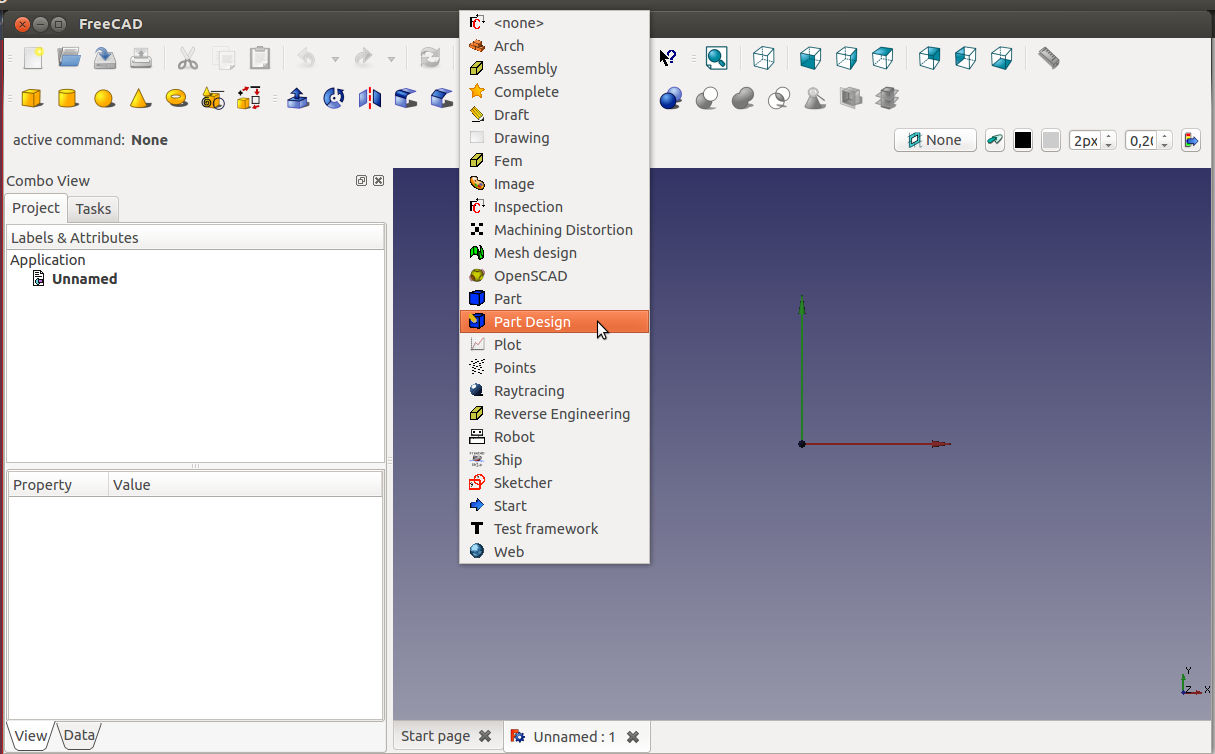 FreeCAD
<none>
Arch
Assembly
Complete
Draft
Drawing
Fem
Image
Inspection
Machining Distortion
Mesh design
OpenSCAD
Part
Part Design
Plot
Points
Raytracing
Reverse Engineering
Robot
Ship
Sketcher
Start
Test framework
Web
active command: None
None
2px
0,20
Combo View
Project
Tasks
Labels & Attributes
Application
Unnamed
Property Value
View
Data
Start page
Unnamed : 1
Y
Z
X